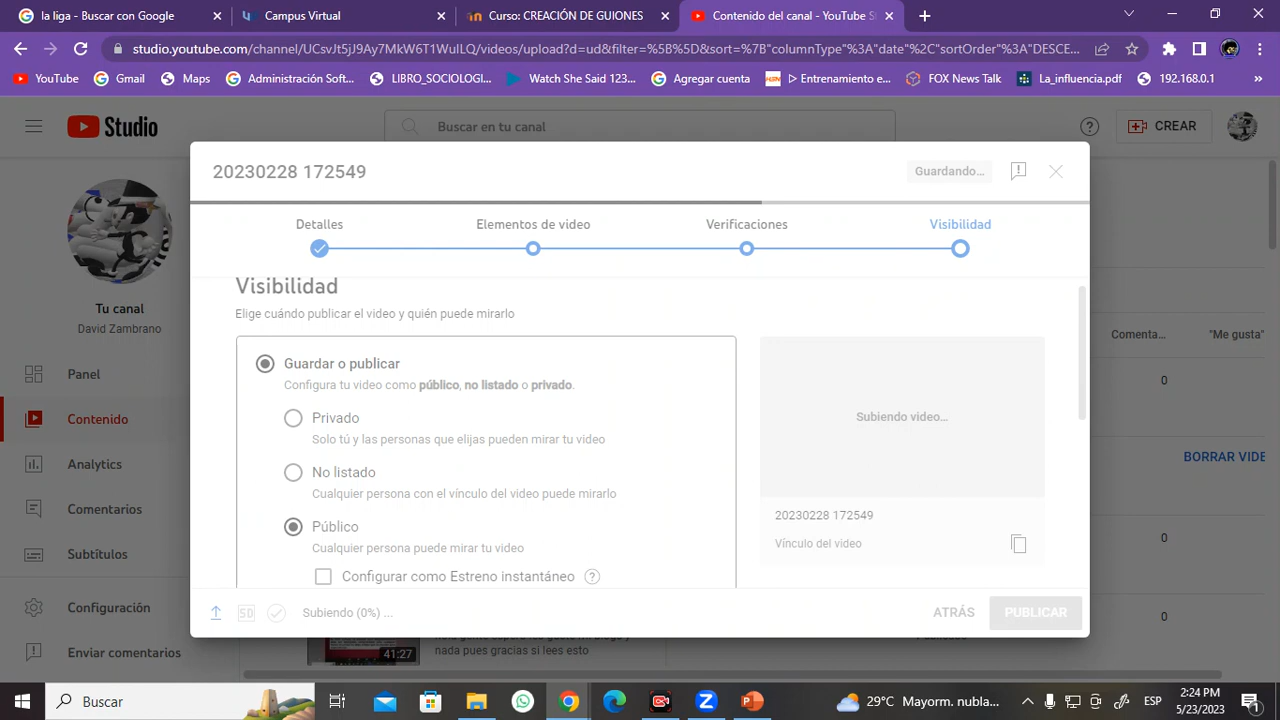 la liga - Buscar con Google
Campus Virtual
Curso: CREACIÓN DE GUIONES
Contenido del canal - YouTube S
studio.youtube.com/channel/UCsvJt5jJ9Ay7MkW6T1WulLQ/videos/upload?d=ud&filter=%5B%5D&sort=%7B"columnType"%3A"date"%2C"sortOrder"%3A"DESCE...
YouTube
Gmail
Maps
Administración Soft...
LIBRO_SOCIOLOGI...
Watch She Said 123...
Agregar cuenta
▷ Entrenamiento e...
FOX News Talk
La_influencia.pdf
192.168.0.1
»
Studio
Buscar en tu canal
CREAR
20230228 172549
Guardando...
Detalles
Elementos de video
Verificaciones
Visibilidad
Tu canal
David Zambrano
Panel
Contenido
Analytics
Comentarios
Subtítulos
Configuración
Enviar comentarios
Visibilidad
Elige cuándo publicar el video y quién puede mirarlo
Guardar o publicar
Configura tu video como público, no listado o privado.
Privado
Solo tú y las personas que elijas pueden mirar tu video
No listado
Cualquier persona con el vínculo del video puede mirarlo
Público
Cualquier persona puede mirar tu video
Configurar como Estreno instantáneo
Subiendo video...
20230228 172549
Vínculo del video
Comenta...
"Me gusta"
0
BORRAR VIDE
0
0
SD
Subiendo (0%) ...
ATRÁS
PUBLICAR
nada pues gracias si lees esto
41:27
Buscar
29°C Mayorm. nubla...
ESP
2:24 PM
5/23/2023
1